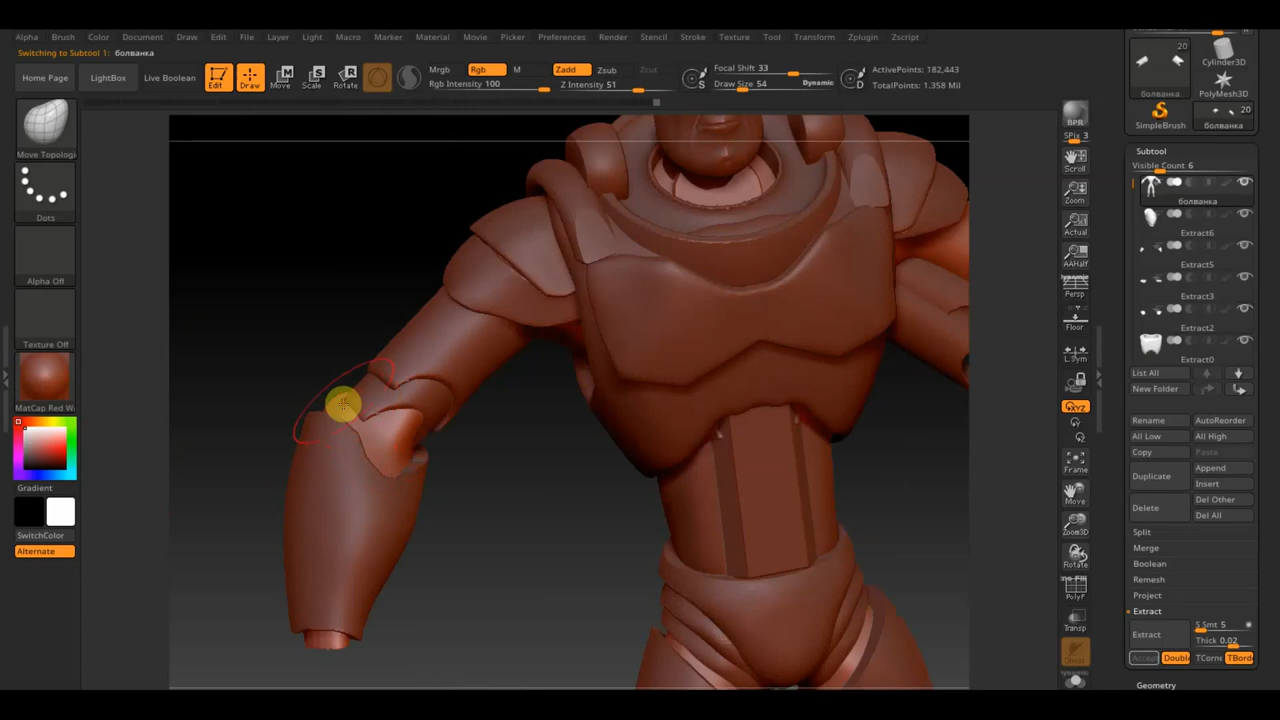 Alpha Brush Color Document Draw Edit File Layer Light Macro Marker Material Movie Picker Preferences Render Stencil Stroke Texture Tool Transform Zplugin Zscript
Switching to Subtool 1: болванка
Home Page
LightBox
Live Boolean
Edit
Draw
Move
Scale
Rotate
Mrgb
Rgb
M
Rgb Intensity 100
Zadd
Zsub
Zcut
Z Intensity 51
S
Focal Shift 33
Draw Size 54
Dynamic
D
ActivePoints: 182,443
TotalPoints: 1.358 Mil
Move Topologi
Dots
Alpha Off
Texture Off
MatCap Red W
Gradient
SwitchColor
Alternate
BPR
SPix 3
Scroll
Zoom
Actual
AAHalf
Persp
Floor
L.Sym
XYZ
Frame
Move
Zoom3D
Rotate
PolyF
Transp
20
болванка
Cylinder3D
PolyMesh3D
SimpleBrush
20
болванка
Subtool
Visible Count 6
болванка
Extract6
Extract5
Extract3
Extract2
Extract0
List All
New Folder
Rename
AutoReorder
All Low
All High
Copy
Paste
Duplicate
Append
Insert
Delete
Del Other
Del All
Split
Merge
Boolean
Remesh
Project
Extract
Extract
S Smt 5
Thick 0.02
Accept
Double
TCorne
TBorde
Geometry